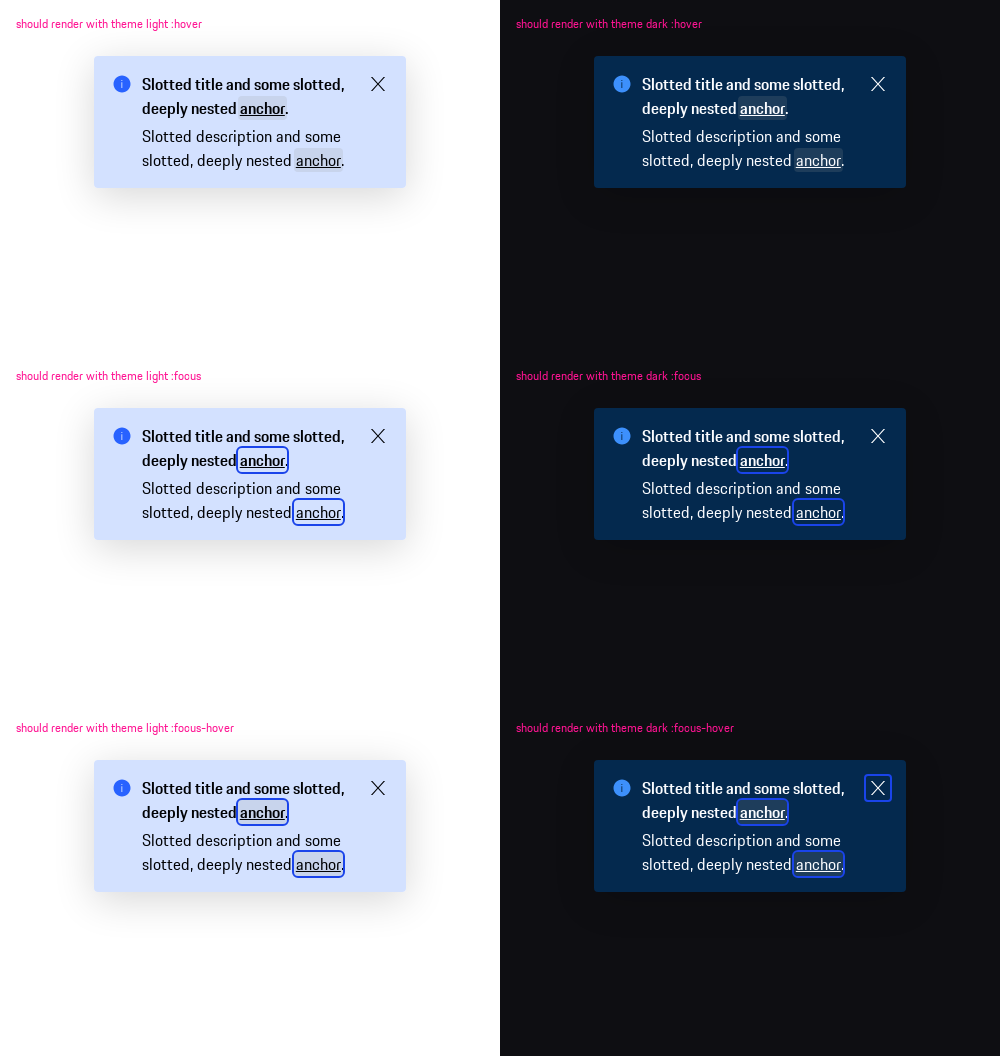 should render with theme light :hover
Slotted title and some slotted,
deeply nested anchor.
Slotted description and some
slotted, deeply nested anchor.
should render with theme dark :hover
Slotted title and some slotted,
deeply nested anchor.
Slotted description and some
slotted, deeply nested anchor.
should render with theme light :focus
Slotted title and some slotted,
deeply nested anchor.
Slotted description and some
slotted, deeply nested anchor.
should render with theme dark :focus
Slotted title and some slotted,
deeply nested anchor.
Slotted description and some
slotted, deeply nested anchor.
should render with theme light :focus-hover
Slotted title and some slotted,
deeply nested anchor.
Slotted description and some
slotted, deeply nested anchor.
should render with theme dark :focus-hover
Slotted title and some slotted,
deeply nested anchor.
Slotted description and some
slotted, deeply nested anchor.